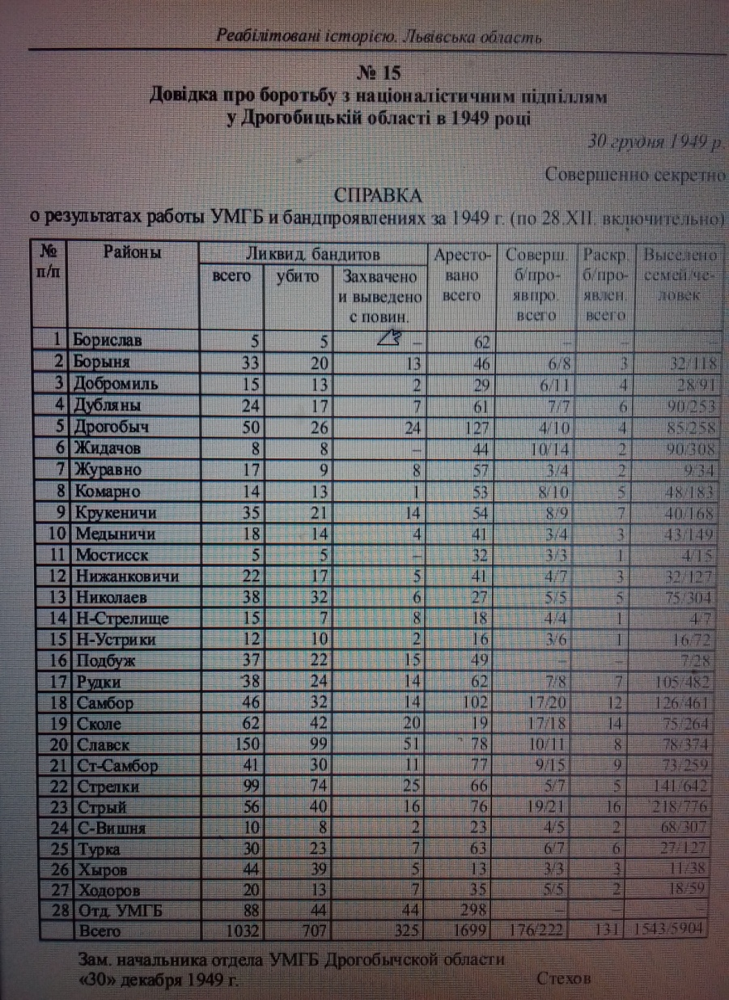 Реабілітовані історією. Львівська область
№ 15
Довідка про боротьбу з націоналістичним підпіллям
у Дрогобицькій області в 1949 році
30 грудня 1949 р.
Совершенно секретно
СПРАВКА
о результатах работы УМГБ и бандпроявлениях за 1949 г. (по 28.XII. включительно)
№ п/п Районы Ликвид. бандитов Аресто-вано всего Соверш. б/про-явпро. всего Раскр. б/про-явлен. всего Выселено семей/че-ловек
всего убито Захвачено и выведено с повин.
1 Борислав 5 5 – 62 – – –
2 Борыня 33 20 13 46 6/8 3 32/118
3 Добромиль 15 13 2 29 6/11 4 28/91
4 Дубляны 24 17 7 61 7/7 6 90/253
5 Дрогобыч 50 26 24 127 4/10 4 85/258
6 Жидачов 8 8 – 44 10/14 2 90/308
7 Журавно 17 9 8 57 3/4 2 9/34
8 Комарно 14 13 1 53 8/10 5 48/183
9 Крукеничи 35 21 14 54 8/9 7 40/168
10 Медыничи 18 14 4 41 3/4 3 43/149
11 Мостисск 5 5 – 32 3/3 1 4/15
12 Нижанковичи 22 17 5 41 4/7 3 32/127
13 Николаев 38 32 6 27 5/5 5 75/304
14 Н-Стрелище 15 7 8 18 4/4 1 4/7
15 Н-Устрики 12 10 2 16 3/6 1 16/72
16 Подбуж 37 22 15 49 – – 7/28
17 Рудки 38 24 14 62 7/8 7 105/482
18 Самбор 46 32 14 102 17/20 12 126/461
19 Сколе 62 42 20 19 17/18 14 75/264
20 Славск 150 99 51 78 10/11 8 78/374
21 Ст-Самбор 41 30 11 77 9/15 9 73/259
22 Стрелки 99 74 25 66 5/7 5 141/642
23 Стрый 56 40 16 76 19/21 16 218/776
24 С-Вишня 10 8 2 23 4/5 2 68/307
25 Турка 30 23 7 63 6/7 6 27/127
26 Хыров 44 39 5 13 3/3 3 11/38
27 Ходоров 20 13 7 35 5/5 2 18/59
28 Отд. УМГБ 88 44 44 298 – – –
Всего 1032 707 325 1699 176/222 131 1543/5904
Зам. начальника отдела УМГБ Дрогобычской области
«30» декабря 1949 г. Стехов